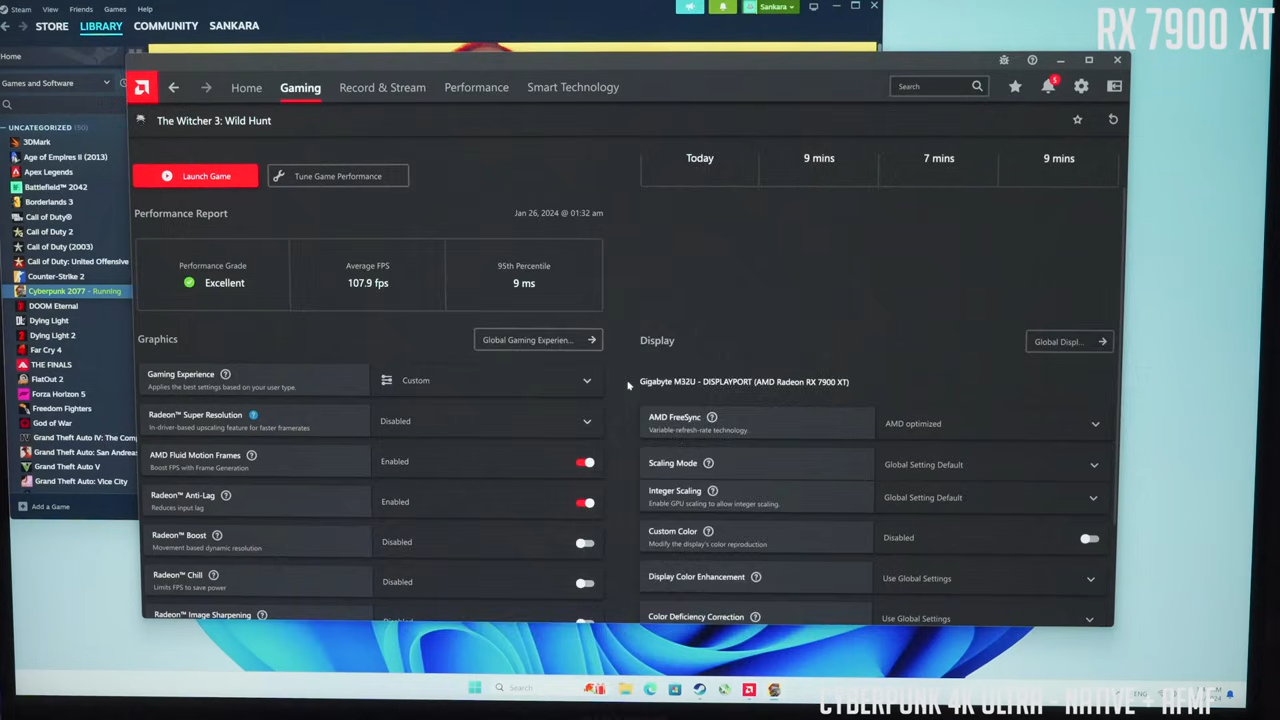 Steam View Friends Games Help
Sankara
RX 7900 XT
STORE LIBRARY COMMUNITY SANKARA
Home
Home Gaming Record & Stream Performance Smart Technology
Search
5
Games and Software
The Witcher 3: Wild Hunt
UNCATEGORIZED (50)
3DMark
Age of Empires II (2013)
Apex Legends
Battlefield™ 2042
Borderlands 3
Call of Duty®
Call of Duty 2
Call of Duty (2003)
Call of Duty: United Offensive
Counter-Strike 2
Cyberpunk 2077 - Running
DOOM Eternal
Dying Light
Dying Light 2
Far Cry 4
THE FINALS
FlatOut 2
Forza Horizon 5
Freedom Fighters
God of War
Grand Theft Auto IV: The Com
Grand Theft Auto: San Andreas
Grand Theft Auto V
Grand Theft Auto: Vice City
Add a Game
Launch Game
Tune Game Performance
Today 9 mins 7 mins 9 mins
Performance Report
Jan 26, 2024 @ 01:32 am
Performance Grade
Excellent
Average FPS
107.9 fps
95th Percentile
9 ms
Graphics
Global Gaming Experien...
Gaming Experience
Applies the best settings based on your user type.
Custom
Radeon™ Super Resolution
In-driver-based upscaling feature for faster framerates
Disabled
AMD Fluid Motion Frames
Boost FPS with Frame Generation
Enabled
Radeon™ Anti-Lag
Reduces input lag
Enabled
Radeon™ Boost
Movement based dynamic resolution
Disabled
Radeon™ Chill
Limits FPS to save power
Disabled
Radeon™ Image Sharpening
Display
Global Displ...
Gigabyte M32U - DISPLAYPORT (AMD Radeon RX 7900 XT)
AMD FreeSync
Variable-refresh-rate technology.
AMD optimized
Scaling Mode
Global Setting Default
Integer Scaling
Enable GPU scaling to allow integer scaling.
Global Setting Default
Custom Color
Modify the display's color reproduction
Disabled
Display Color Enhancement
Use Global Settings
Color Deficiency Correction
Use Global Settings
Search
ENG
CYBERPUNK 4K ULTRA - NATIVE + AFMF